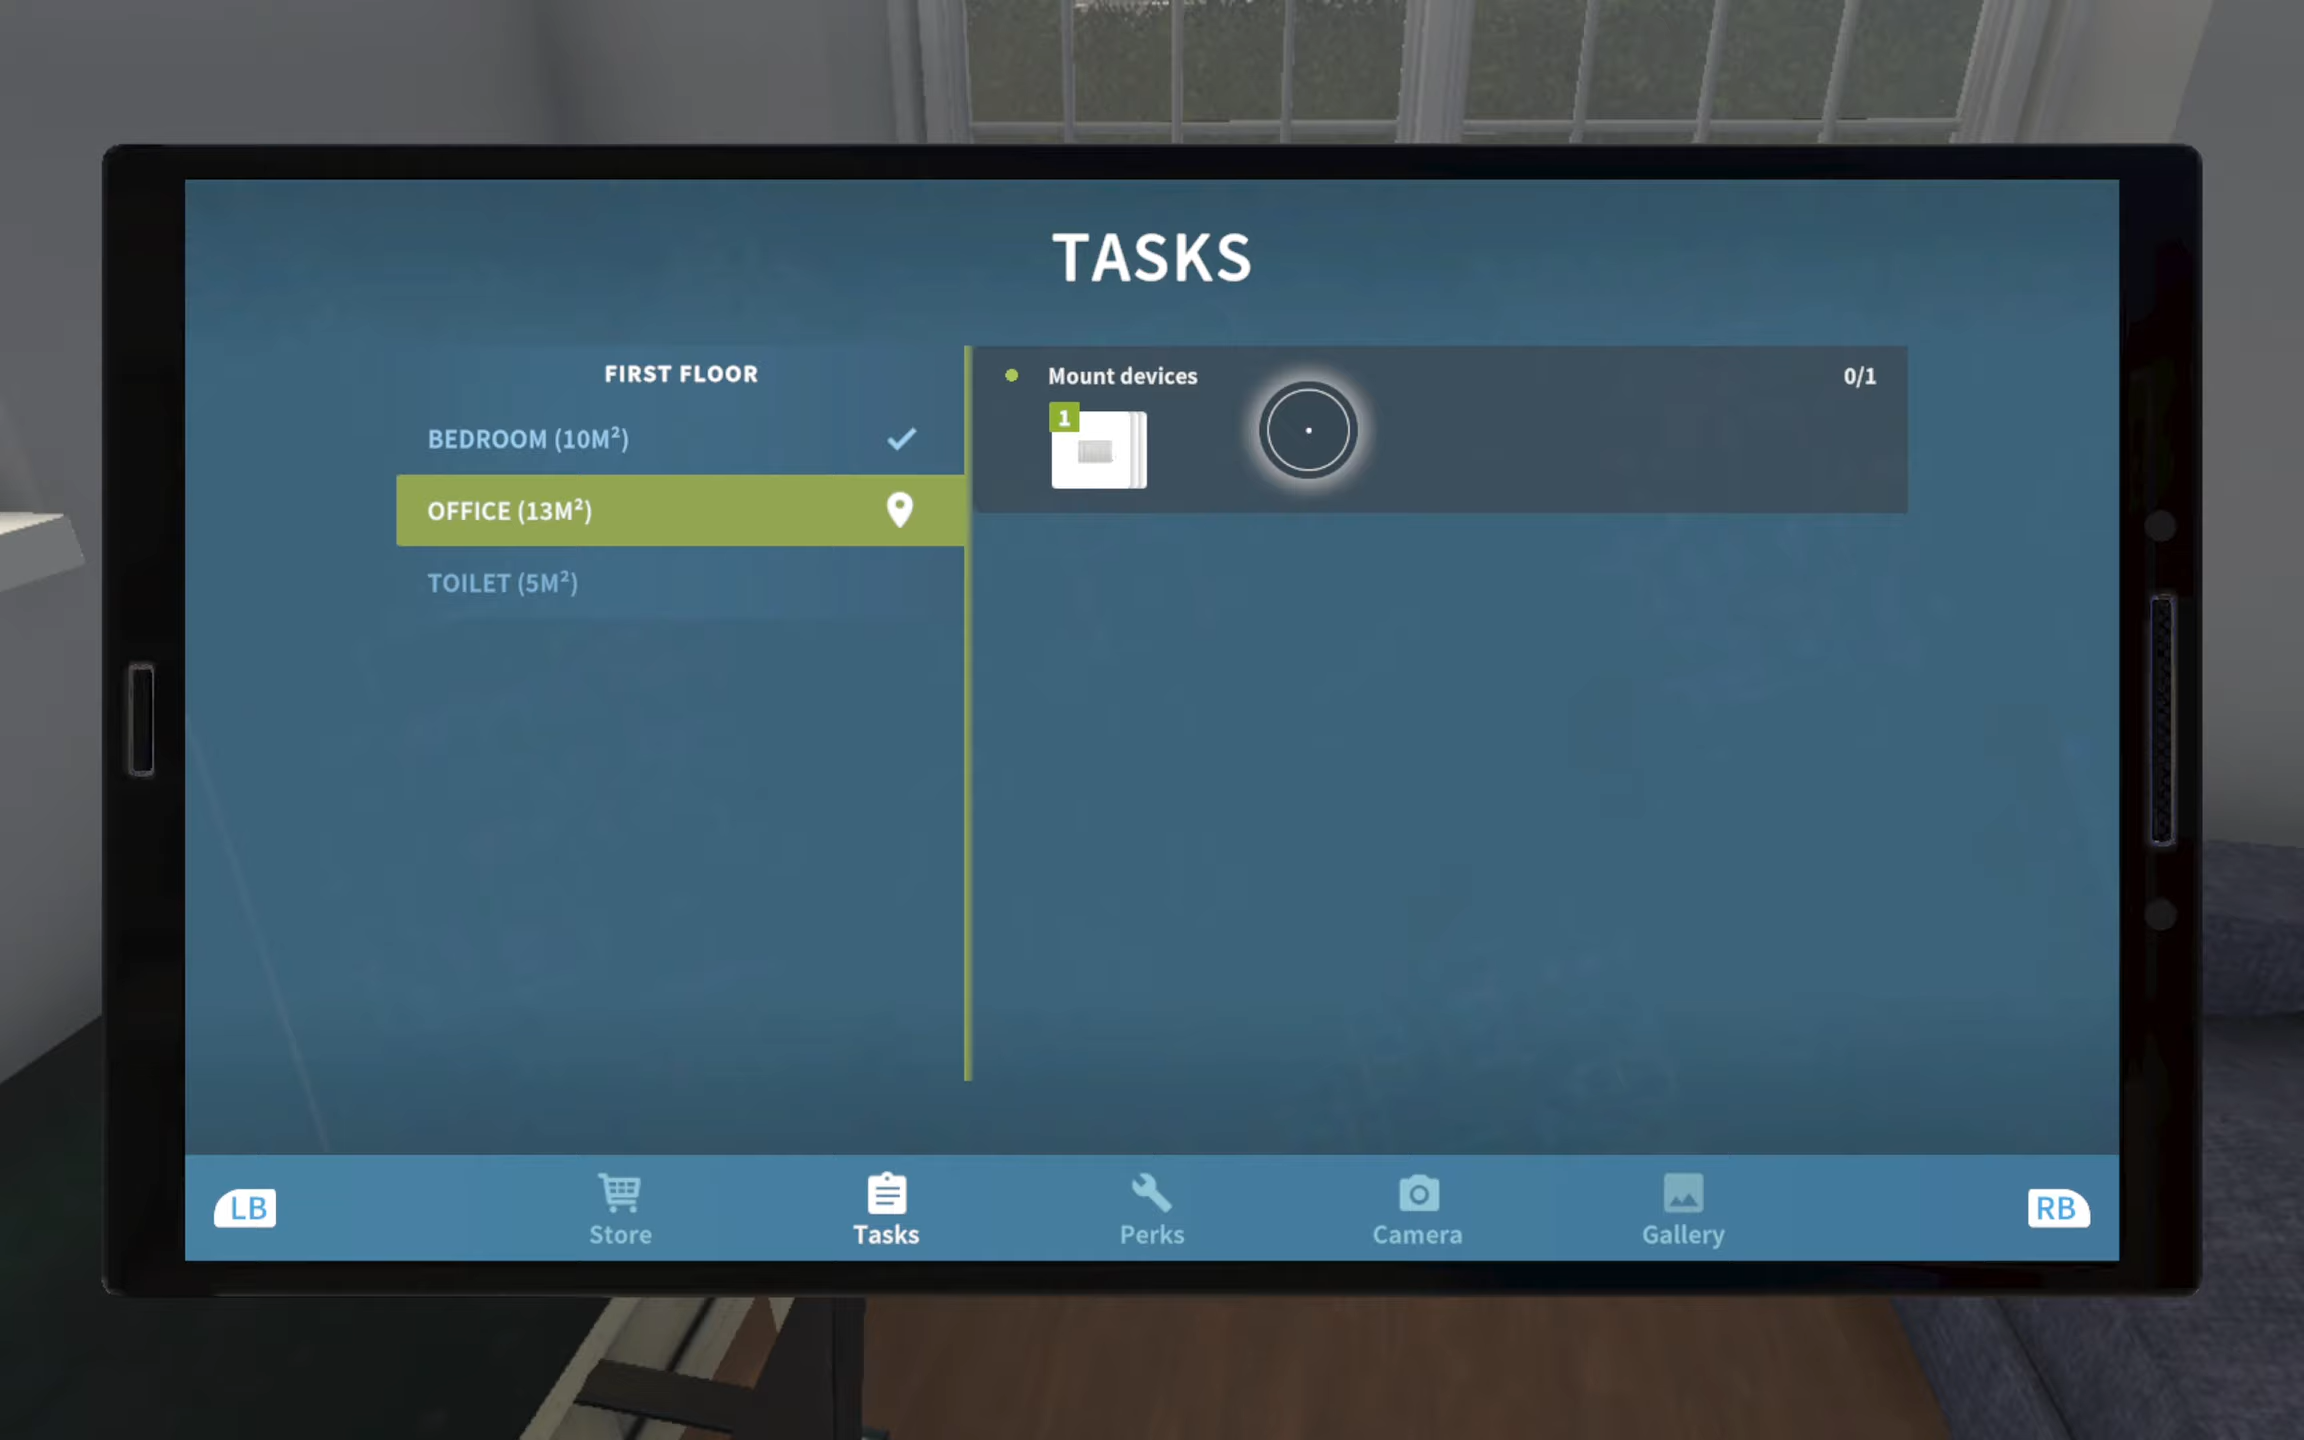 TASKS
FIRST FLOOR
BEDROOM (10M²)
OFFICE (13M²)
TOILET (5M²)
Mount devices
0/1
1
LB
Store
Tasks
Perks
Camera
Gallery
RB